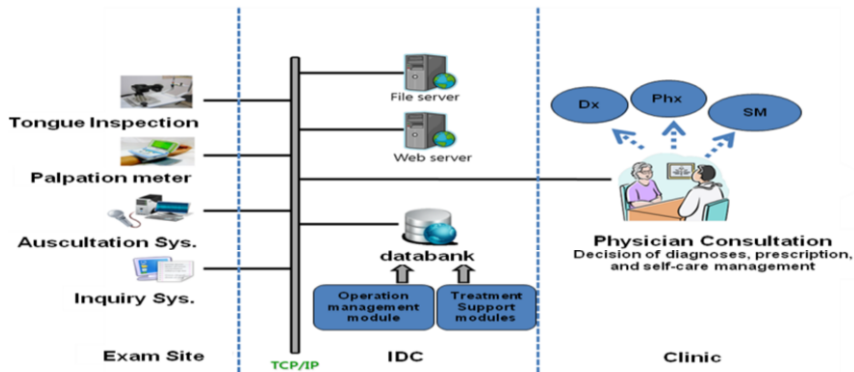 Tongue Inspection
Palpation meter
Auscultation Sys.
Inquiry Sys.
Exam Site
TCP/IP
File server
Web server
databank
Operation
management
module
Treatment
Support
modules
IDC
Dx
Phx
SM
Physician Consultation
Decision of diagnoses, prescription,
and self-care management
Clinic